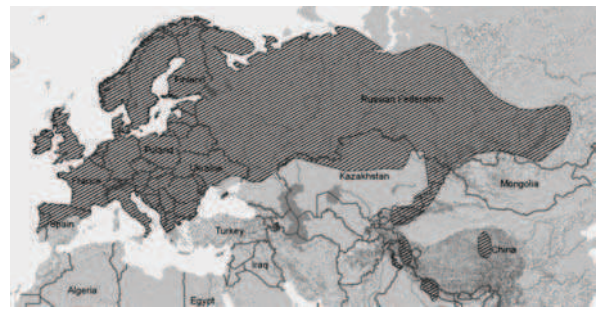 Finland
Russian Federation
Poland
Ukraine
France
Kazakhstan
Mongolia
Spain
Turkey
China
Iraq
Algeria
Egypt